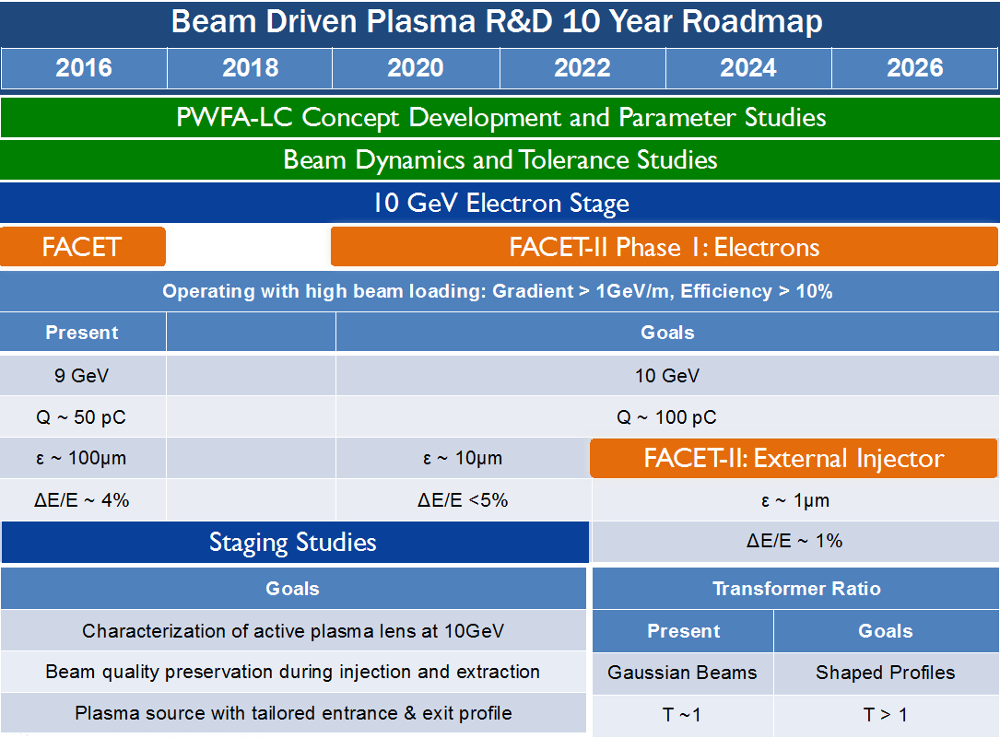 Beam Driven Plasma R&D 10 Year Roadmap
2016 2018 2020 2022 2024 2026
PWFA-LC Concept Development and Parameter Studies
Beam Dynamics and Tolerance Studies
10 GeV Electron Stage
FACET FACET-II Phase 1: Electrons
Operating with high beam loading: Gradient > 1GeV/m, Efficiency > 10%
Present Goals
9 GeV 10 GeV
Q ~ 50 pC Q ~ 100 pC
ε ~ 100μm ε ~ 10μm FACET-II: External Injector
ΔE/E ~ 4% ΔE/E <5% ε ~ 1μm
Staging Studies ΔE/E ~ 1%
Goals Transformer Ratio
Characterization of active plasma lens at 10GeV Present Goals
Beam quality preservation during injection and extraction Gaussian Beams Shaped Profiles
Plasma source with tailored entrance & exit profile T ~1 T > 1